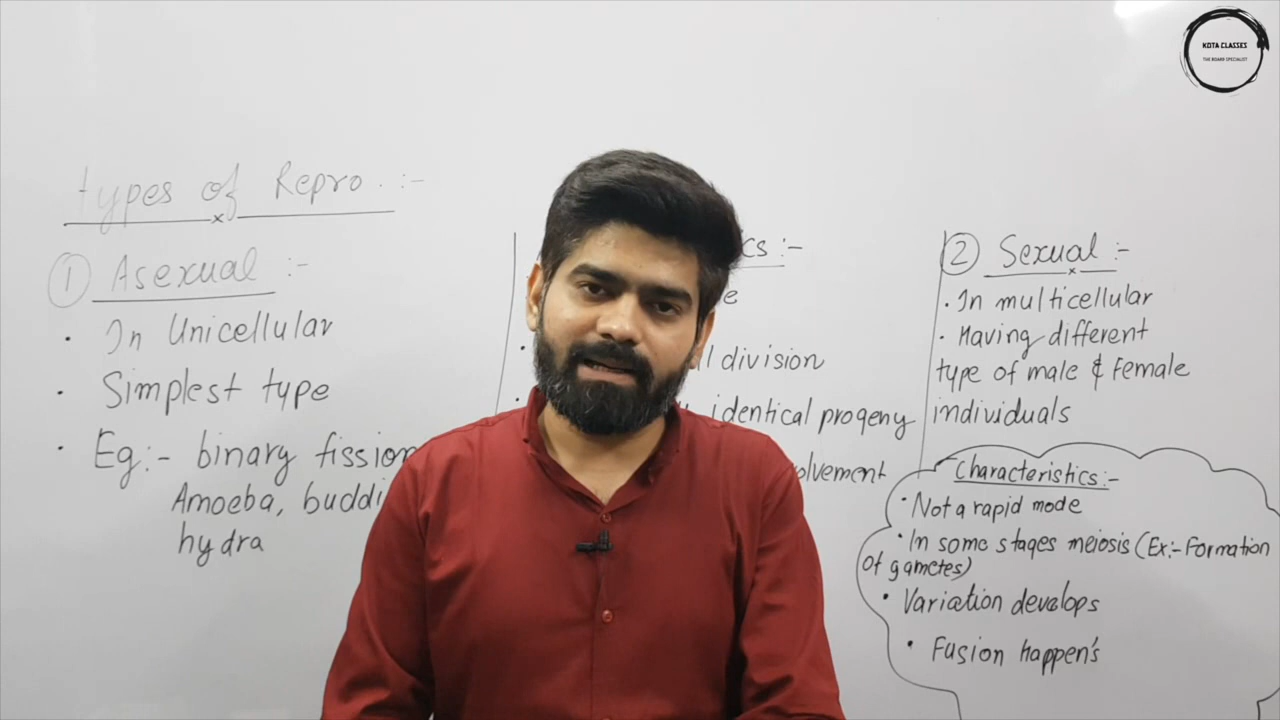 KOTA CLASSES
THE BOARD SPECIALIST
Types of Repro. :-
① Asexual :-
• In Unicellular
• Simplest type
• Eg:- binary fission
Amoeba, buddi
hydra
cs :-
e
l division
identical progeny
olvement
② Sexual :-
• In multicellular
• Having different
type of male & Female
individuals
Characteristics:-
• Not a rapid mode
• In some stages meiosis (Ex:- Formation
of gametes)
• Variation develops
• Fusion happen's